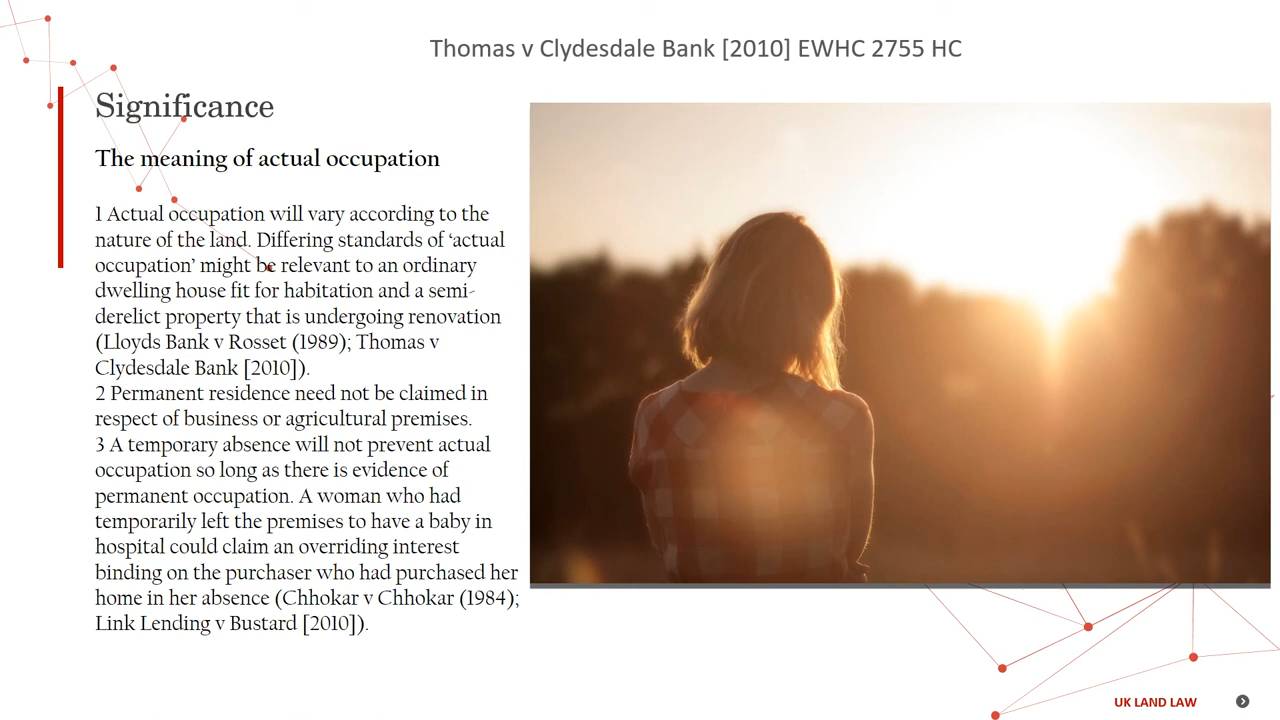 Thomas v Clydesdale Bank [2010] EWHC 2755 HC
Significance
The meaning of actual occupation
1 Actual occupation will vary according to the
nature of the land. Differing standards of ‘actual
occupation’ might be relevant to an ordinary
dwelling house fit for habitation and a semi-
derelict property that is undergoing renovation
(Lloyds Bank v Rosset (1989); Thomas v
Clydesdale Bank [2010]).
2 Permanent residence need not be claimed in
respect of business or agricultural premises.
3 A temporary absence will not prevent actual
occupation so long as there is evidence of
permanent occupation. A woman who had
temporarily left the premises to have a baby in
hospital could claim an overriding interest
binding on the purchaser who had purchased her
home in her absence (Chhokar v Chhokar (1984);
Link Lending v Bustard [2010]).
UK LAND LAW